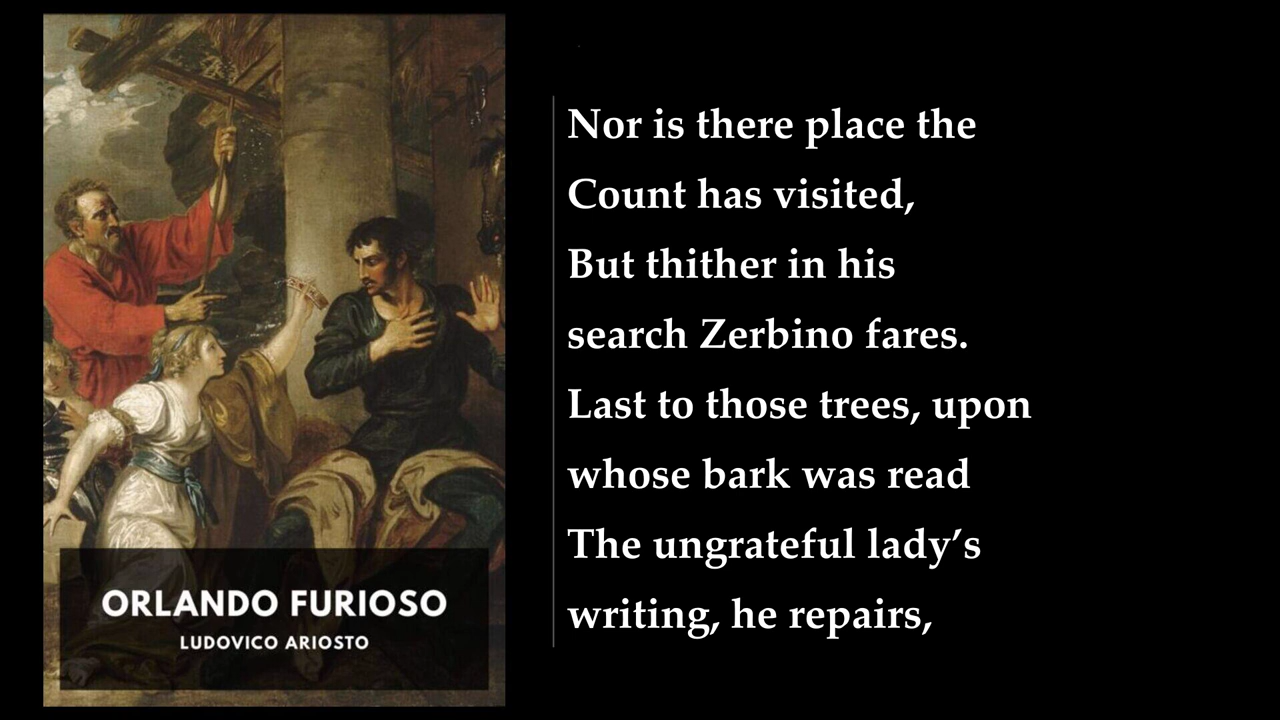 Nor is there place the
Count has visited,
But thither in his
search Zerbino fares.
Last to those trees, upon
whose bark was read
The ungrateful lady’s
writing, he repairs,
ORLANDO FURIOSO
LUDOVICO ARIOSTO